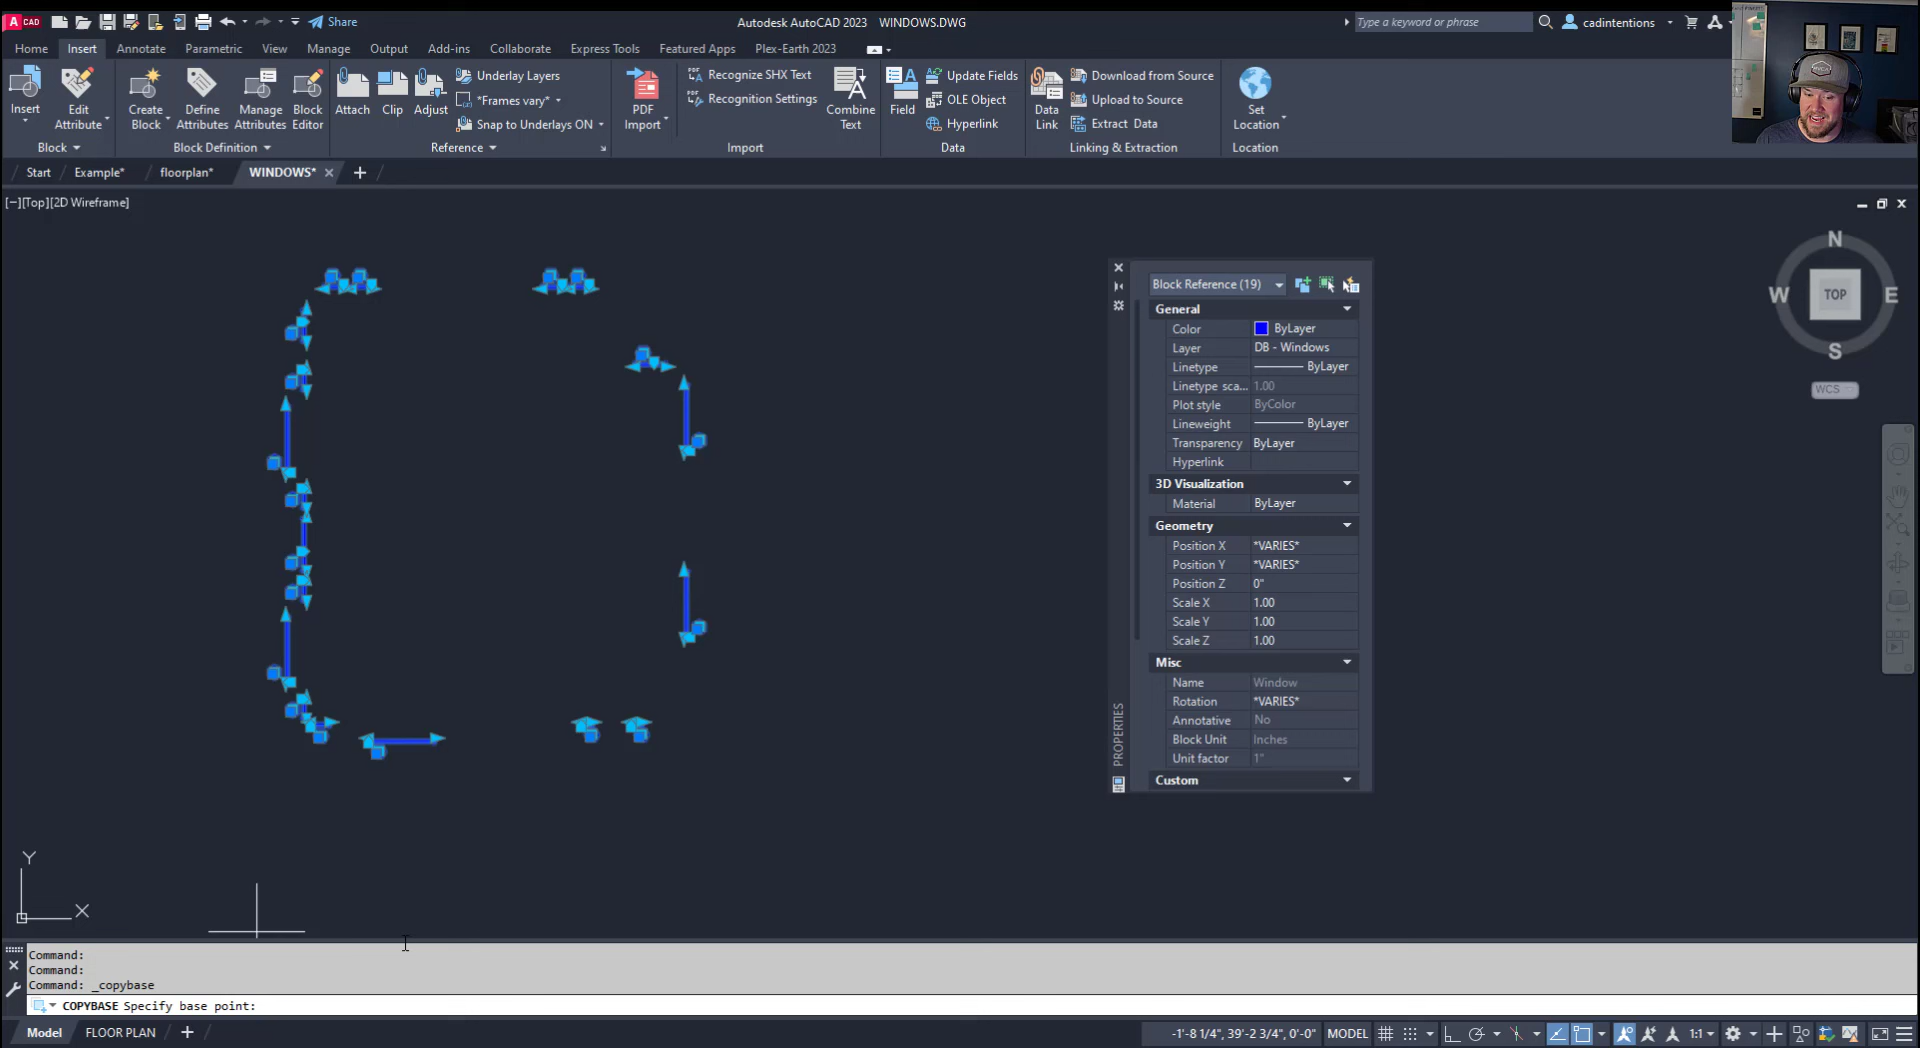 CAD
Share
Autodesk AutoCAD 2023 WINDOWS.DWG
Type a keyword or phrase
cadintentions
Home Insert Annotate Parametric View Manage Output Add-ins Collaborate Express Tools Featured Apps Plex-Earth 2023
Insert
Edit Attribute
Create Block
Define Attributes
Manage Attributes
Block Editor
Attach
Clip
Adjust
Underlay Layers
*Frames vary*
Snap to Underlays ON
PDF Import
Recognize SHX Text
Recognition Settings
Combine Text
Field
Update Fields
OLE Object
Hyperlink
Data Link
Download from Source
Upload to Source
Extract Data
Set Location
Block Block Definition Reference Import Data Linking & Extraction Location
Start Example* floorplan* WINDOWS*
[−][Top][2D Wireframe]
N
W TOP E
S
WCS
Block Reference (19)
General
Color ByLayer
Layer DB - Windows
Linetype ByLayer
Linetype sca... 1.00
Plot style ByColor
Lineweight ByLayer
Transparency ByLayer
Hyperlink
3D Visualization
Material ByLayer
Geometry
Position X *VARIES*
Position Y *VARIES*
Position Z 0"
Scale X 1.00
Scale Y 1.00
Scale Z 1.00
Misc
Name Window
Rotation *VARIES*
Annotative No
Block Unit Inches
Unit factor 1"
Custom
PROPERTIES
Y
X
Command:
Command:
Command: _copybase
COPYBASE Specify base point:
Model FLOOR PLAN
-1'-8 1/4", 39'-2 3/4", 0'-0" MODEL 1:1